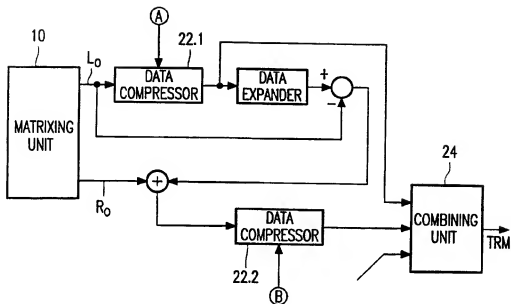 A
10
L0
22.1
DATA
COMPRESSOR
DATA
EXPANDER
+
−
MATRIXING
UNIT
+
R0
24
DATA
COMPRESSOR
COMBINING
UNIT
TRM
22.2
B